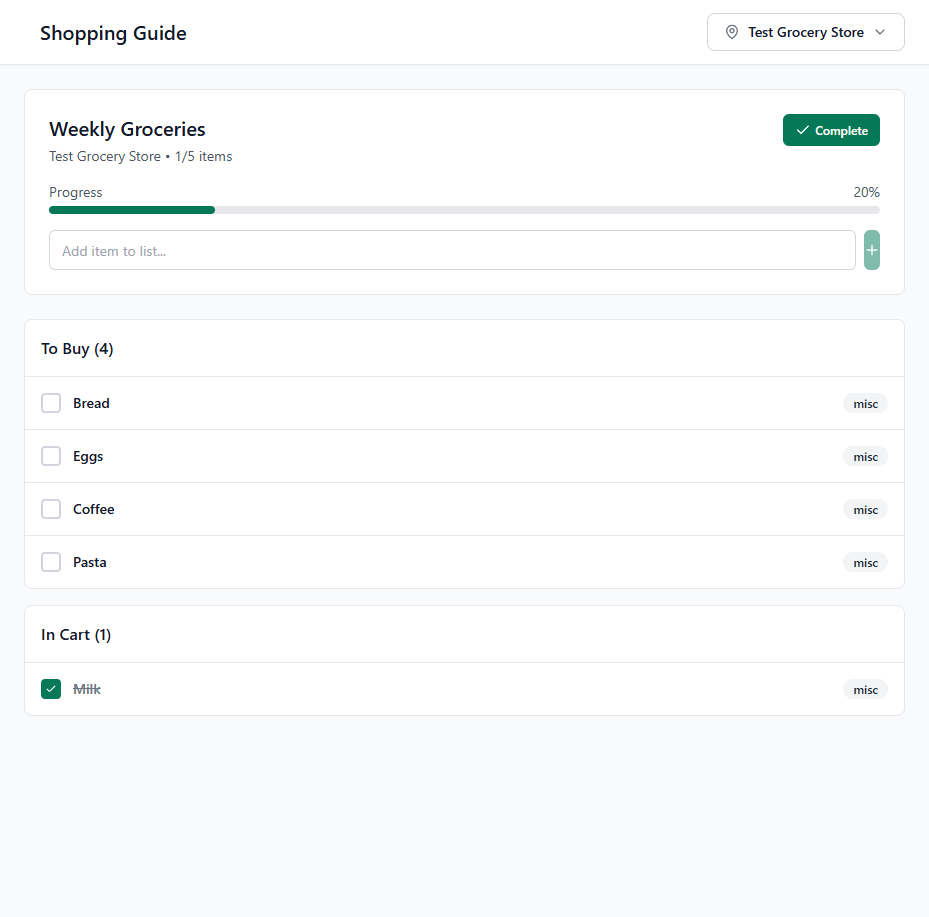 Shopping Guide
Test Grocery Store
Weekly Groceries
Complete
Test Grocery Store • 1/5 items
Progress
20%
Add item to list...
+
To Buy (4)
Bread
misc
Eggs
misc
Coffee
misc
Pasta
misc
In Cart (1)
Milk
misc